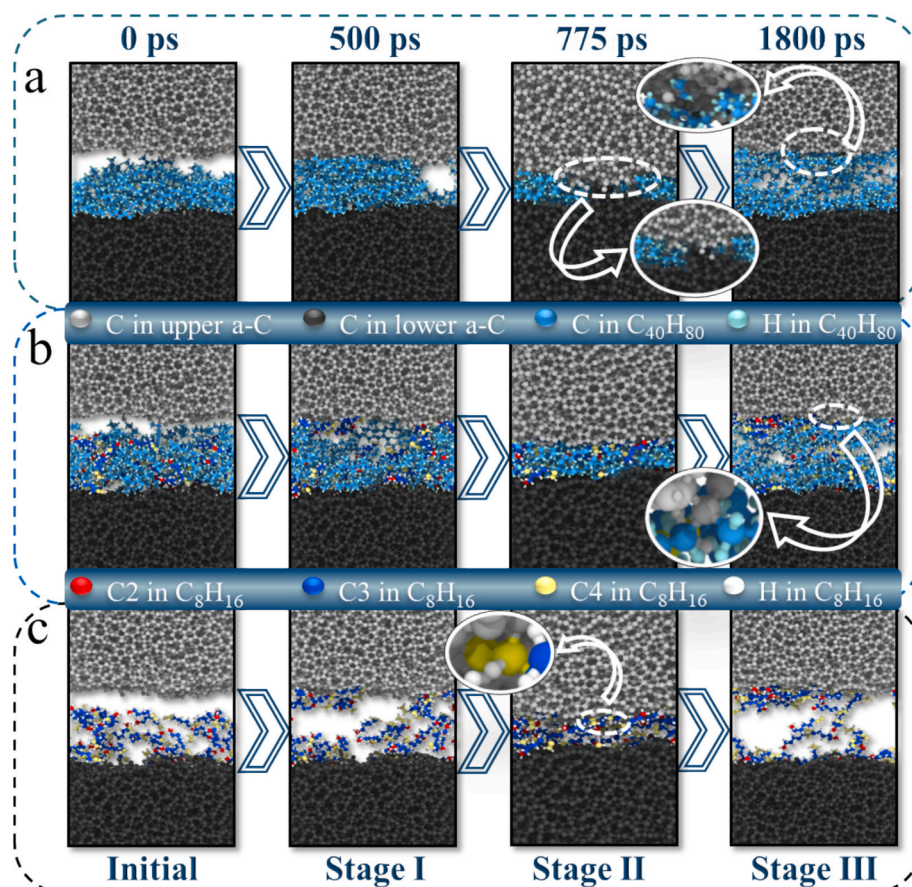 0 ps 500 ps 775 ps 1800 ps
a
C in upper a-C C in lower a-C C in C₄₀H₈₀ H in C₄₀H₈₀
b
C2 in C₈H₁₆ C3 in C₈H₁₆ C4 in C₈H₁₆ H in C₈H₁₆
c
Initial Stage I Stage II Stage III